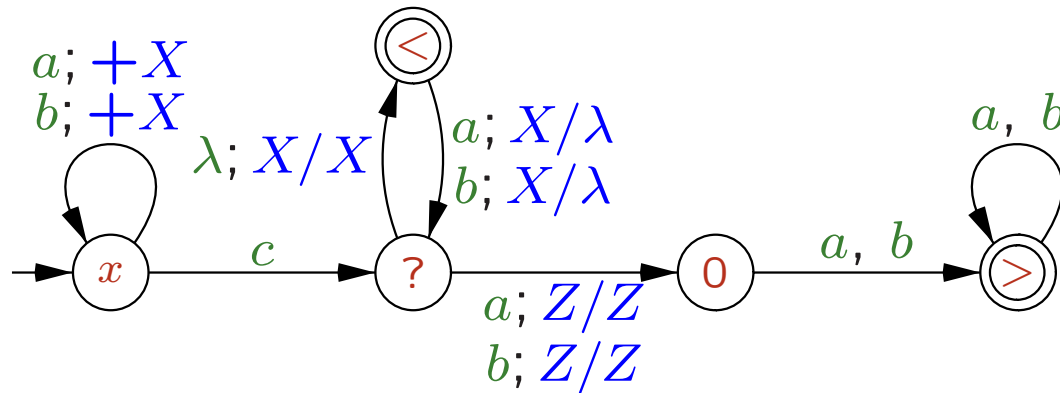 <
a; +X
b; +X
λ; X/X
a; X/λ
b; X/λ
x
c
?
a; Z/Z
b; Z/Z
0
a, b
>
a, b